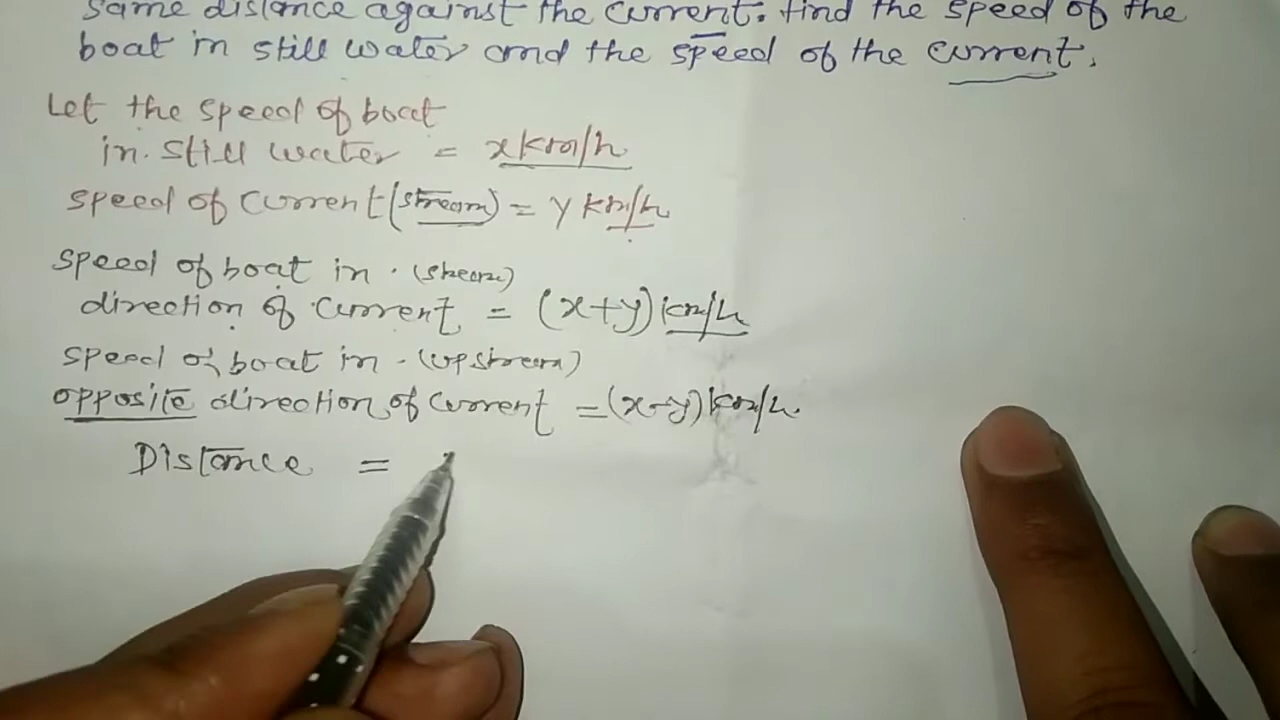 same distance against the current. find the speed of the
boat in still water and the speed of the current.
Let the speed of boat
in still water = x km/h
speed of current (stream) = y km/h
speed of boat in (stream)
direction of current = (x+y) km/h
speed of boat in (upstream)
opposite direction of current = (x-y) km/h.
Distance =